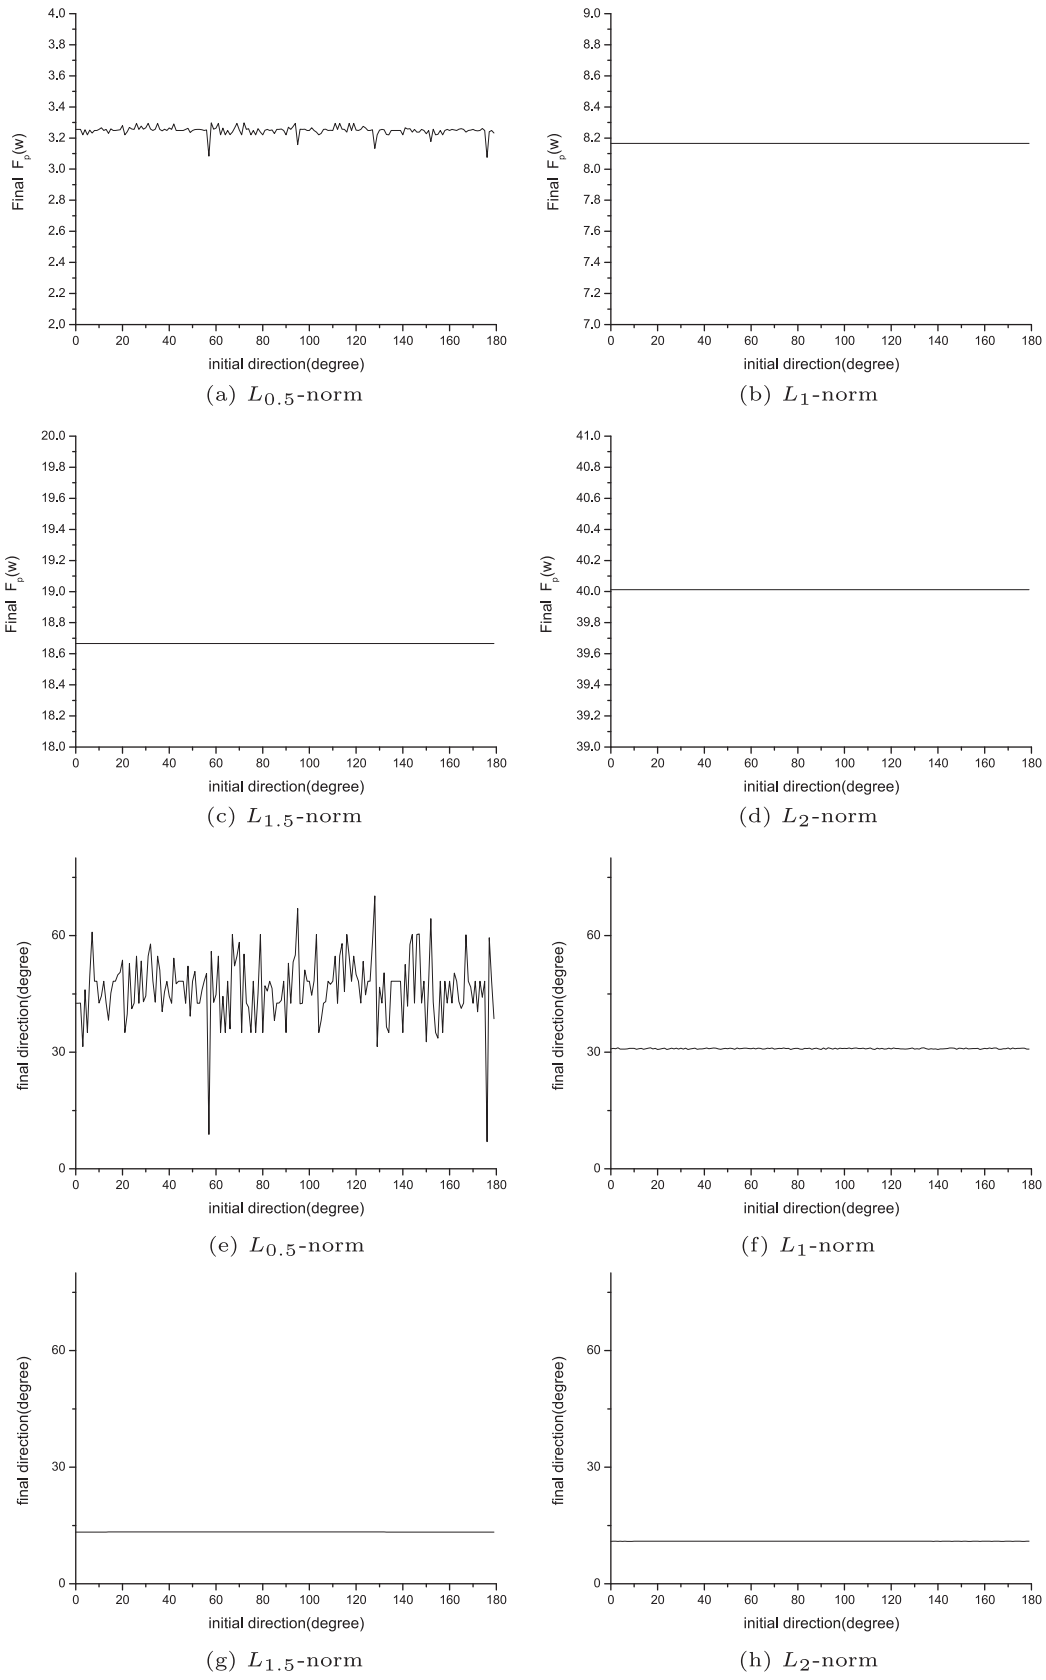 4.0 3.8 3.6 3.4 3.2 3.0 2.8 2.6 2.4 2.2 2.0
Final F_p(w)
0 20 40 60 80 100 120 140 160 180
initial direction(degree)
(a) L_{0.5}-norm
9.0 8.8 8.6 8.4 8.2 8.0 7.8 7.6 7.4 7.2 7.0
Final F_p(w)
0 20 40 60 80 100 120 140 160 180
initial direction(degree)
(b) L_1-norm
20.0 19.8 19.6 19.4 19.2 19.0 18.8 18.6 18.4 18.2 18.0
Final F_p(w)
0 20 40 60 80 100 120 140 160 180
initial direction(degree)
(c) L_{1.5}-norm
41.0 40.8 40.6 40.4 40.2 40.0 39.8 39.6 39.4 39.2 39.0
Final F_p(w)
0 20 40 60 80 100 120 140 160 180
initial direction(degree)
(d) L_2-norm
60 30 0
final direction(degree)
0 20 40 60 80 100 120 140 160 180
initial direction(degree)
(e) L_{0.5}-norm
60 30 0
final direction(degree)
0 20 40 60 80 100 120 140 160 180
initial direction(degree)
(f) L_1-norm
60 30 0
final direction(degree)
0 20 40 60 80 100 120 140 160 180
initial direction(degree)
(g) L_{1.5}-norm
60 30 0
final direction(degree)
0 20 40 60 80 100 120 140 160 180
initial direction(degree)
(h) L_2-norm